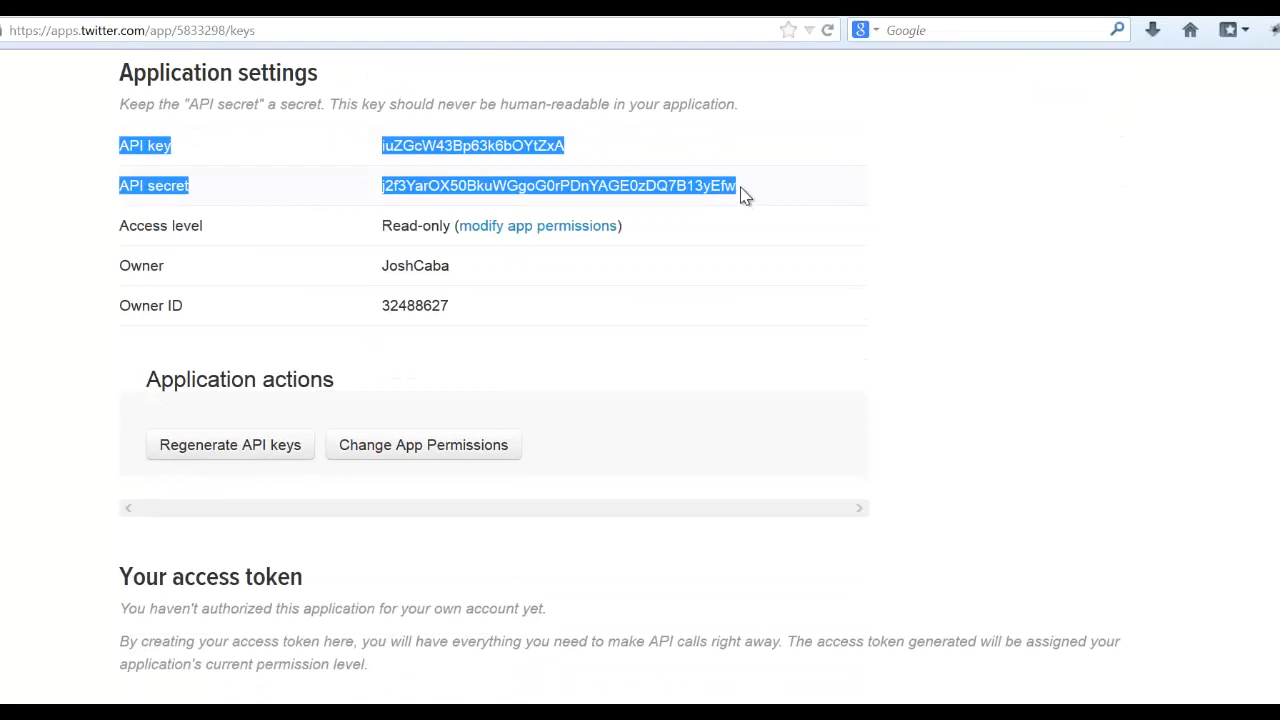 https://apps.twitter.com/app/5833298/keys
Google
Application settings
Keep the "API secret" a secret. This key should never be human-readable in your application.
API key iuZGcW43Bp63k6bOYtZxA
API secret j2f3YarOX50BkuWGgoG0rPDnYAGE0zDQ7B13yEfw
Access level Read-only (modify app permissions)
Owner JoshCaba
Owner ID 32488627
Application actions
Regenerate API keys Change App Permissions
Your access token
You haven't authorized this application for your own account yet.
By creating your access token here, you will have everything you need to make API calls right away. The access token generated will be assigned your
application's current permission level.